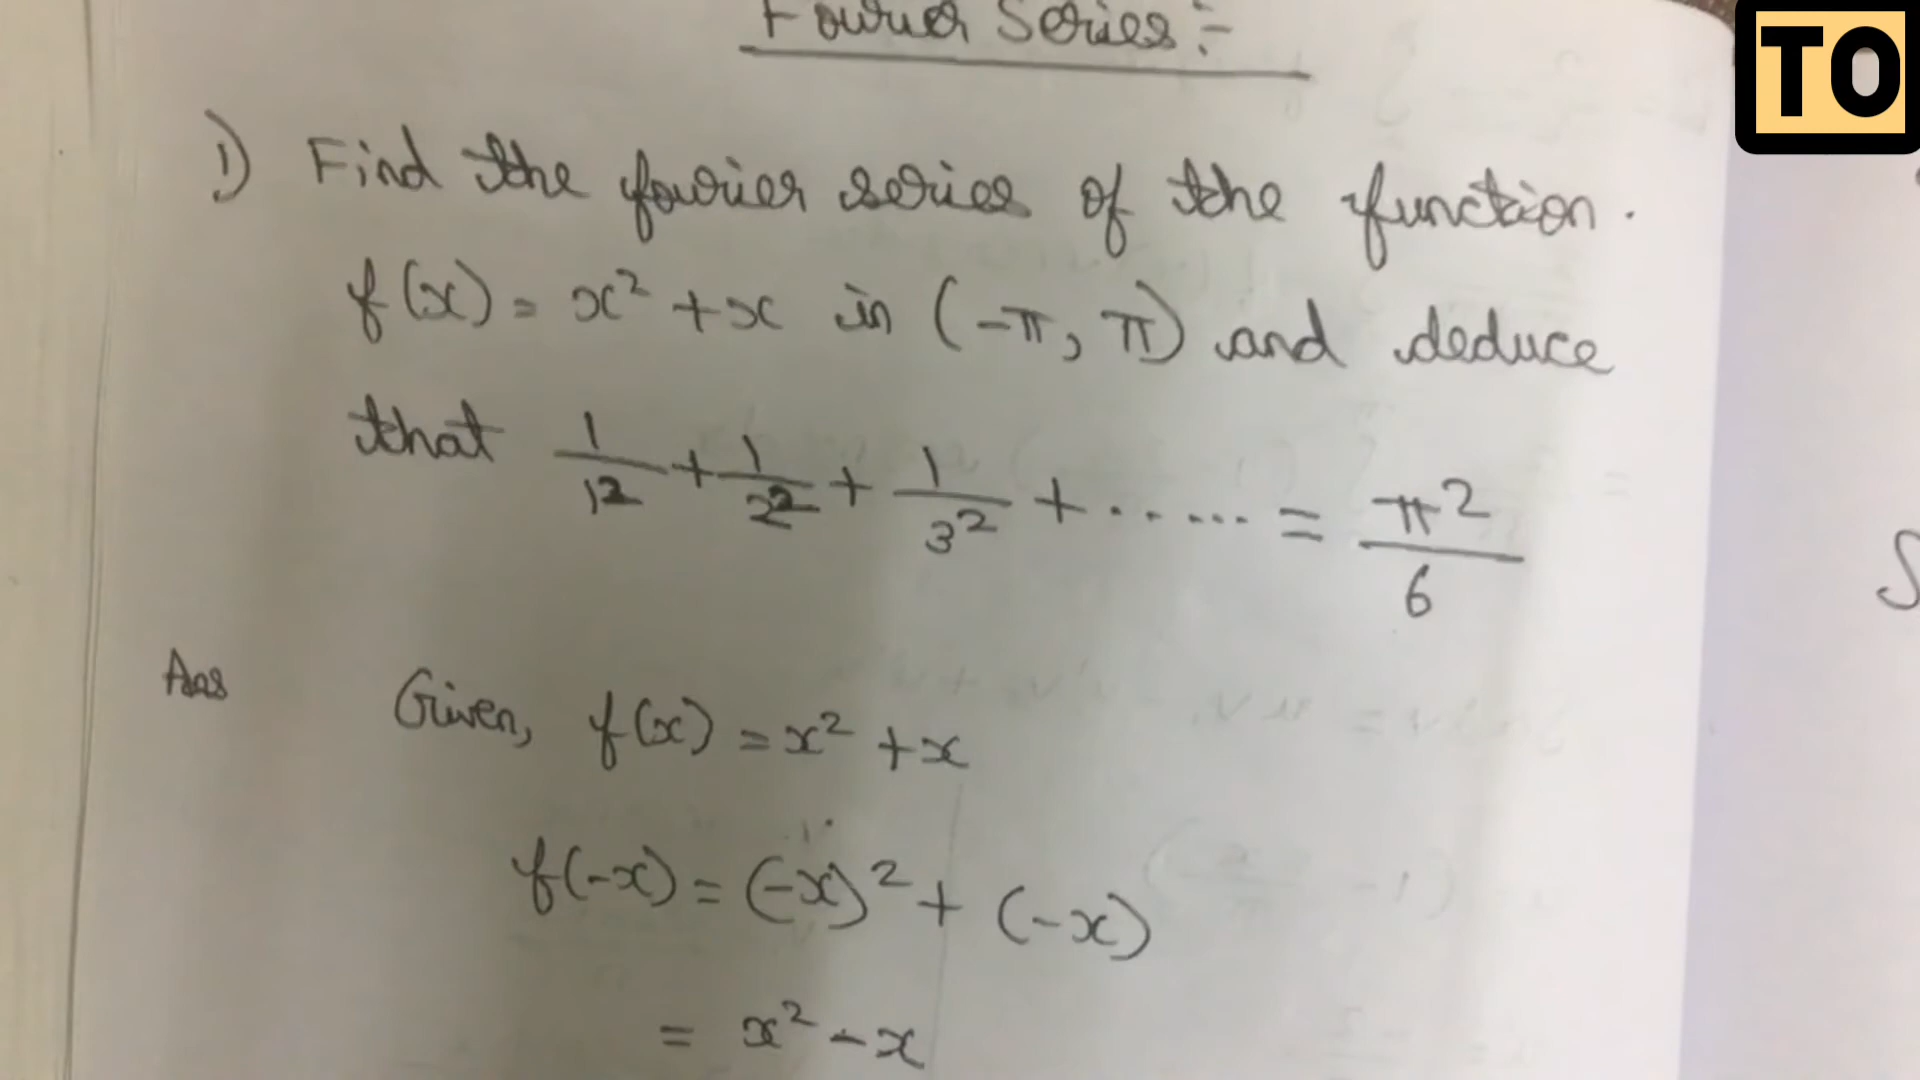 Fourier Series :-
TO
1) Find the fourier series of the function.
f(x) = x² + x in (-π, π) and deduce
that 1/1² + 1/2² + 1/3² + ...... = π²/6
Ans Given, f(x) = x² + x
f(-x) = (-x)² + (-x)
= x² - x